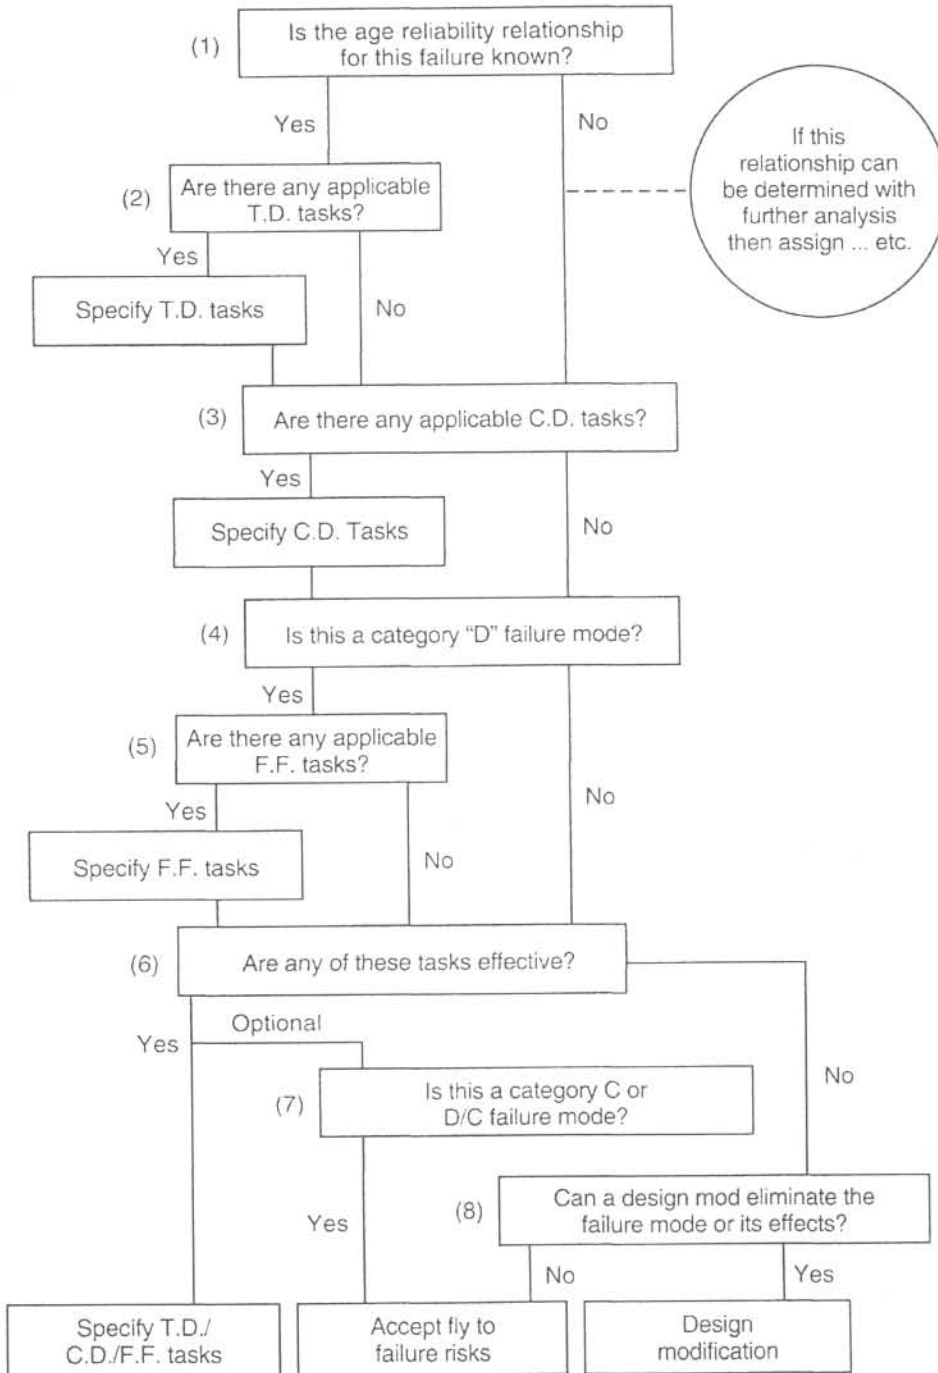 (1)
Is the age reliability relationship
for this failure known?
Yes
No
If this
relationship can
be determined with
further analysis
then assign ... etc.
(2)
Are there any applicable
T.D. tasks?
Yes
No
Specify T.D. tasks
(3)
Are there any applicable C.D. tasks?
Yes
No
Specify C.D. Tasks
(4)
Is this a category “D” failure mode?
Yes
No
(5)
Are there any applicable
F.F. tasks?
Yes
No
Specify F.F. tasks
(6)
Are any of these tasks effective?
Yes
Optional
No
(7)
Is this a category C or
D/C failure mode?
Yes
(8)
Can a design mod eliminate the
failure mode or its effects?
No
Yes
Specify T.D./
C.D./F.F. tasks
Accept fly to
failure risks
Design
modification